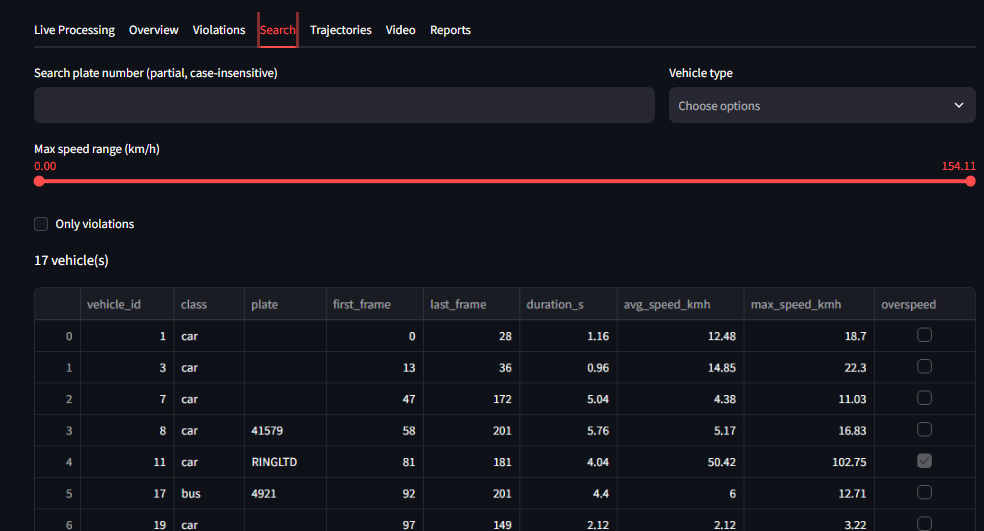 Live Processing Overview Violations Search Trajectories Video Reports
Search plate number (partial, case-insensitive) Vehicle type
Choose options
Max speed range (km/h)
0.00 154.11
Only violations
17 vehicle(s)
vehicle_id class plate first_frame last_frame duration_s avg_speed_kmh max_speed_kmh overspeed
0 1 car 0 28 1.16 12.48 18.7
1 3 car 13 36 0.96 14.85 22.3
2 7 car 47 172 5.04 4.38 11.03
3 8 car 41579 58 201 5.76 5.17 16.83
4 11 car RINGLTD 81 181 4.04 50.42 102.75
5 17 bus 4921 92 201 4.4 6 12.71
6 19 car 97 149 2.12 2.12 3.22